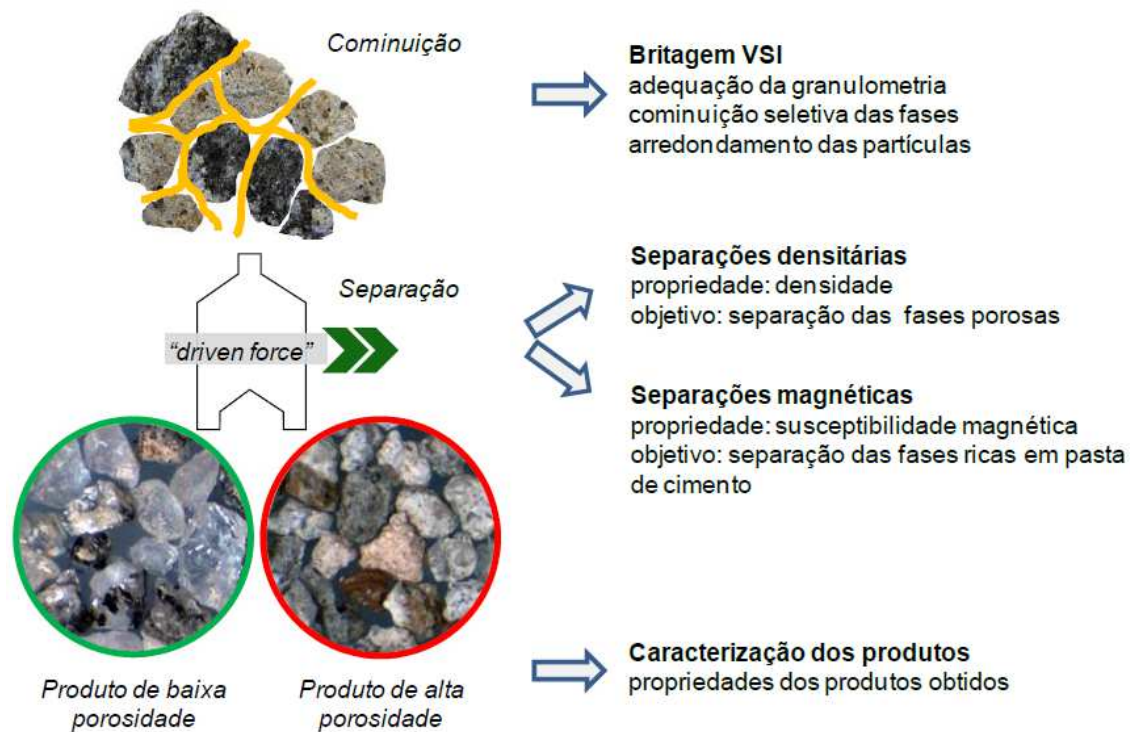 Cominuição
Britagem VSI
adequação da granulometria
cominuição seletiva das fases
arredondamento das partículas
Separação
"driven force"
Separações densitárias
propriedade: densidade
objetivo: separação das fases porosas
Separações magnéticas
propriedade: susceptibilidade magnética
objetivo: separação das fases ricas em pasta
de cimento
Produto de baixa
porosidade
Produto de alta
porosidade
Caracterização dos produtos
propriedades dos produtos obtidos